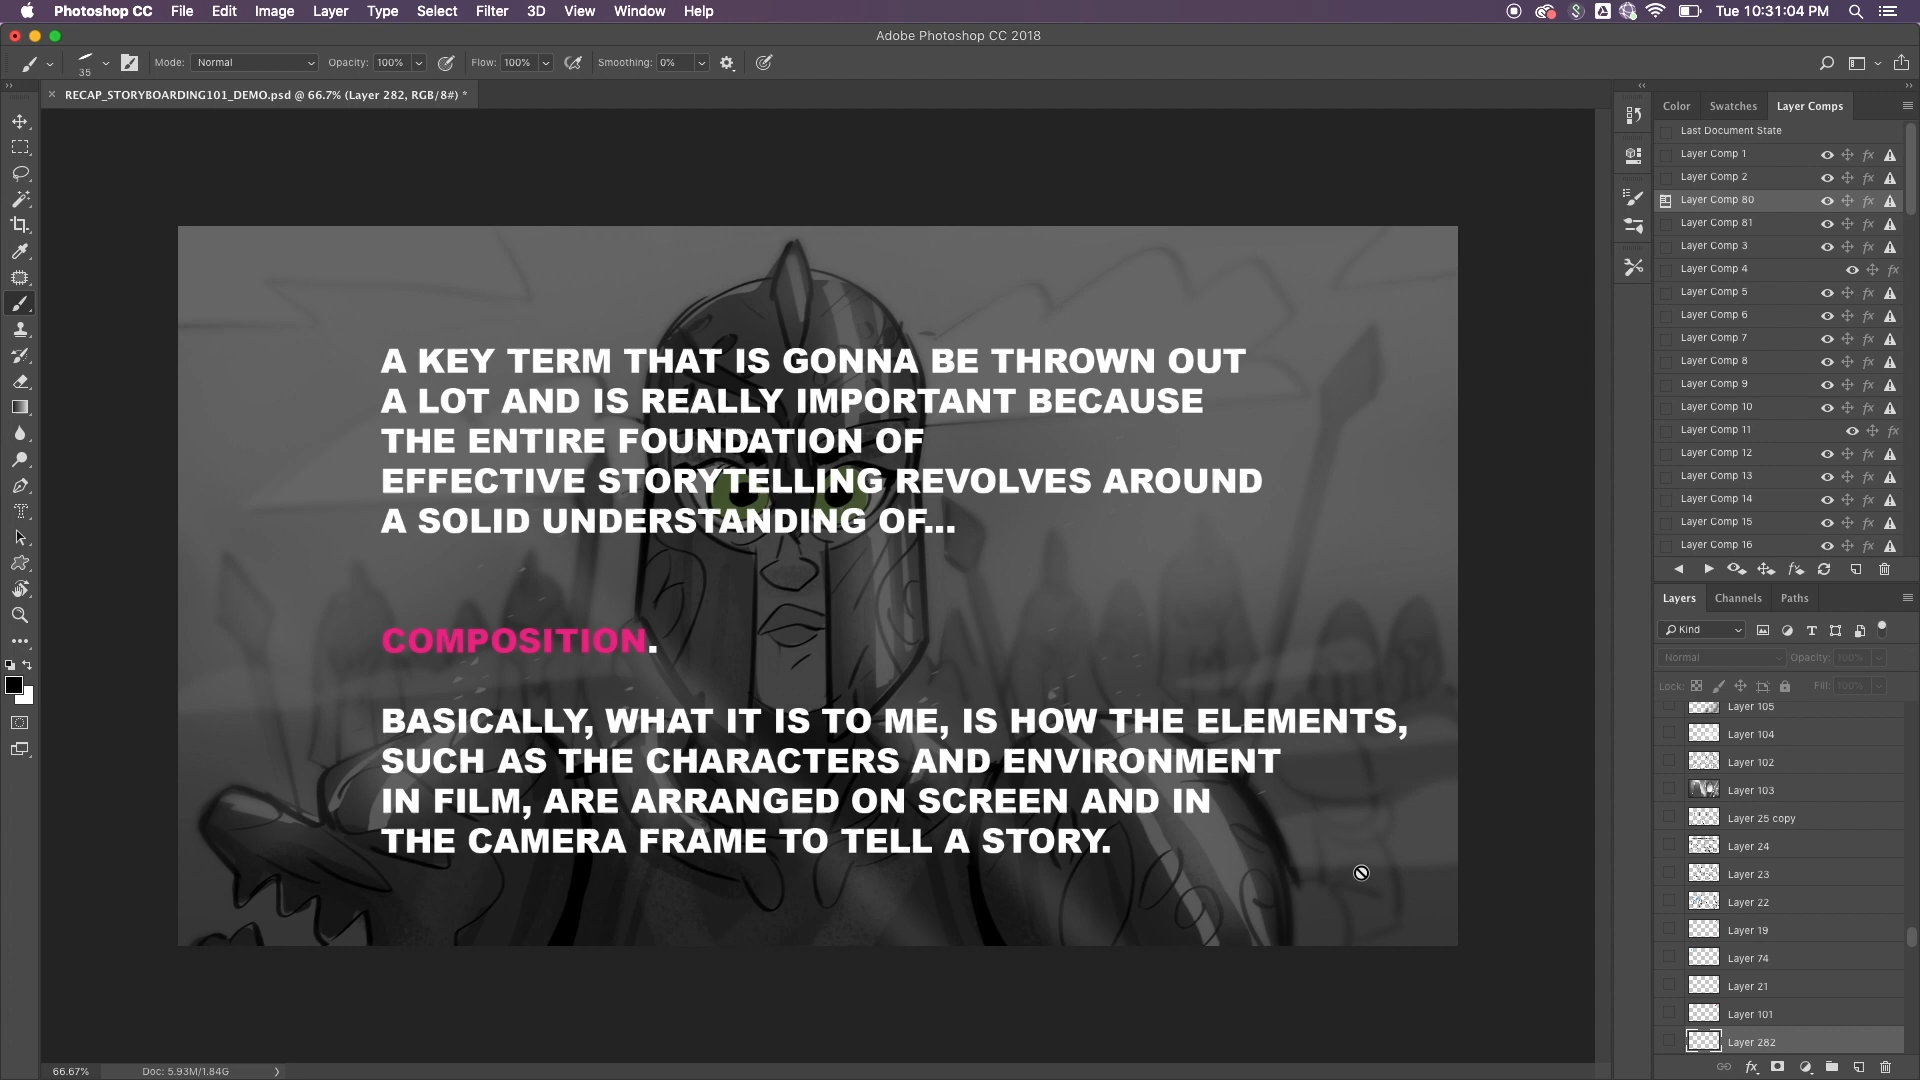 Photoshop CC File Edit Image Layer Type Select Filter 3D View Window Help Tue 10:31:04 PM
Adobe Photoshop CC 2018
35 Mode: Normal Opacity: 100% Flow: 100% Smoothing: 0%
RECAP_STORYBOARDING101_DEMO.psd @ 66.7% (Layer 282, RGB/8#) *
A KEY TERM THAT IS GONNA BE THROWN OUT
A LOT AND IS REALLY IMPORTANT BECAUSE
THE ENTIRE FOUNDATION OF
EFFECTIVE STORYTELLING REVOLVES AROUND
A SOLID UNDERSTANDING OF...
COMPOSITION.
BASICALLY, WHAT IT IS TO ME, IS HOW THE ELEMENTS,
SUCH AS THE CHARACTERS AND ENVIRONMENT
IN FILM, ARE ARRANGED ON SCREEN AND IN
THE CAMERA FRAME TO TELL A STORY.
66.67% Doc: 5.93M/1.84G
Color Swatches Layer Comps
Last Document State
Layer Comp 1
Layer Comp 2
Layer Comp 80
Layer Comp 81
Layer Comp 3
Layer Comp 4
Layer Comp 5
Layer Comp 6
Layer Comp 7
Layer Comp 8
Layer Comp 9
Layer Comp 10
Layer Comp 11
Layer Comp 12
Layer Comp 13
Layer Comp 14
Layer Comp 15
Layer Comp 16
Layers Channels Paths
Kind
Normal Opacity: 100%
Lock: Fill: 100%
Layer 105
Layer 104
Layer 102
Layer 103
Layer 25 copy
Layer 24
Layer 23
Layer 22
Layer 19
Layer 74
Layer 21
Layer 101
Layer 282